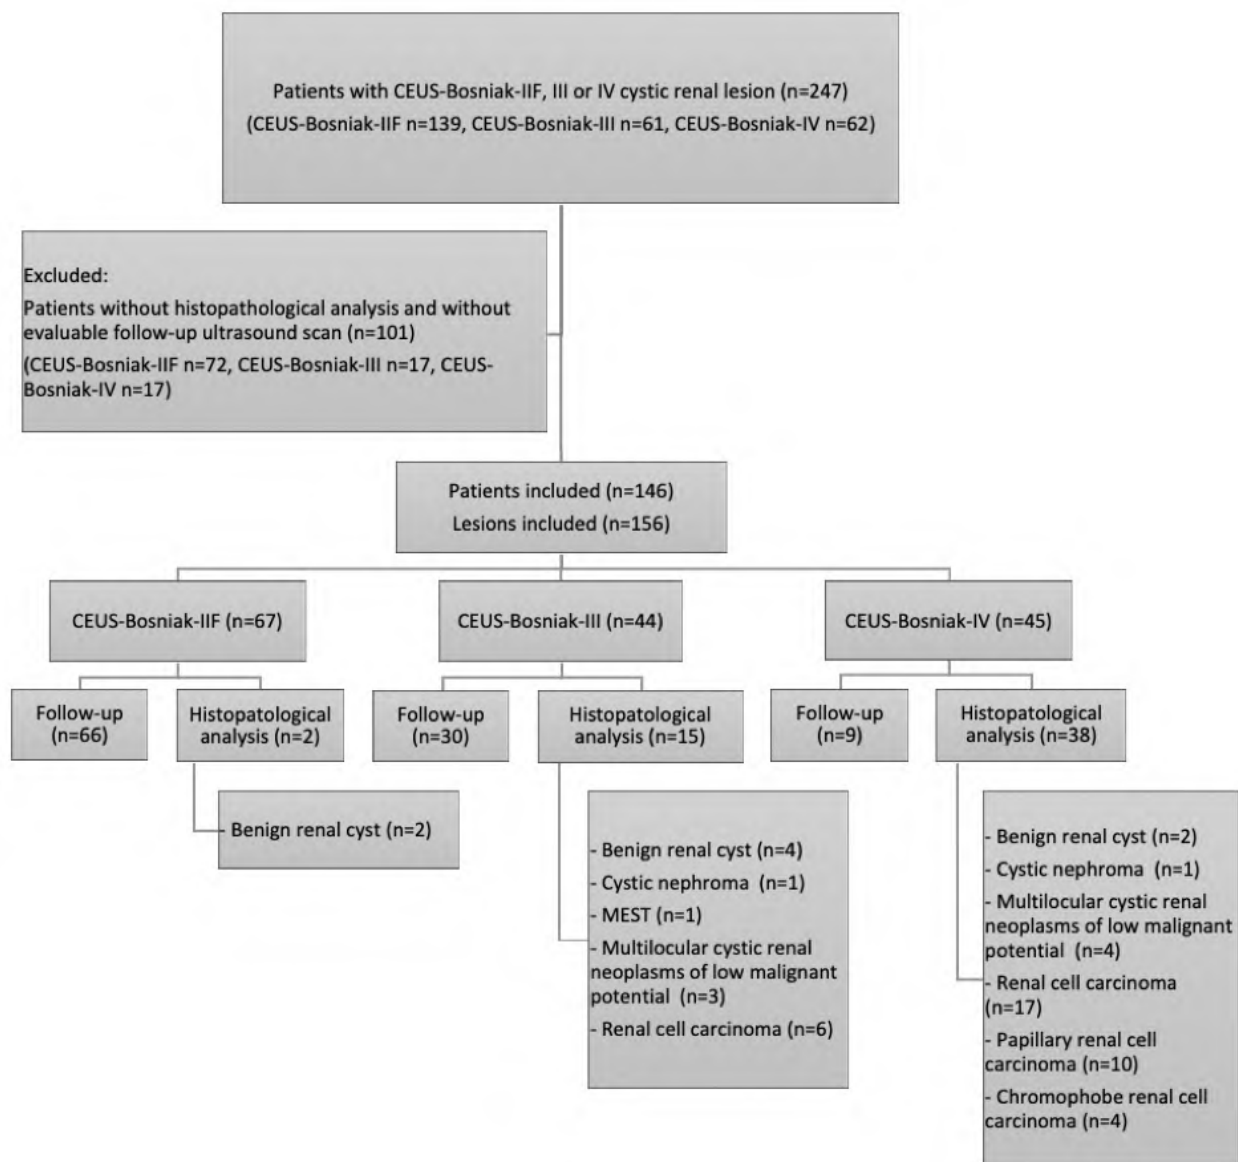 Patients with CEUS-Bosniak-IIF, III or IV cystic renal lesion (n=247)
(CEUS-Bosniak-IIF n=139, CEUS-Bosniak-III n=61, CEUS-Bosniak-IV n=62)
Excluded:
Patients without histopathological analysis and without
evaluable follow-up ultrasound scan (n=101)
(CEUS-Bosniak-IIF n=72, CEUS-Bosniak-III n=17, CEUS-
Bosniak-IV n=17)
Patients included (n=146)
Lesions included (n=156)
CEUS-Bosniak-IIF (n=67)
CEUS-Bosniak-III (n=44)
CEUS-Bosniak-IV (n=45)
Follow-up
(n=66)
Histopatological
analysis (n=2)
Follow-up
(n=30)
Histopatological
analysis (n=15)
Follow-up
(n=9)
Histopatological
analysis (n=38)
Benign renal cyst (n=2)
- Benign renal cyst (n=4)
- Cystic nephroma (n=1)
- MEST (n=1)
- Multilocular cystic renal
neoplasms of low malignant
potential (n=3)
- Renal cell carcinoma (n=6)
- Benign renal cyst (n=2)
- Cystic nephroma (n=1)
- Multilocular cystic renal
neoplasms of low malignant
potential (n=4)
- Renal cell carcinoma
(n=17)
- Papillary renal cell
carcinoma (n=10)
- Chromophobe renal cell
carcinoma (n=4)